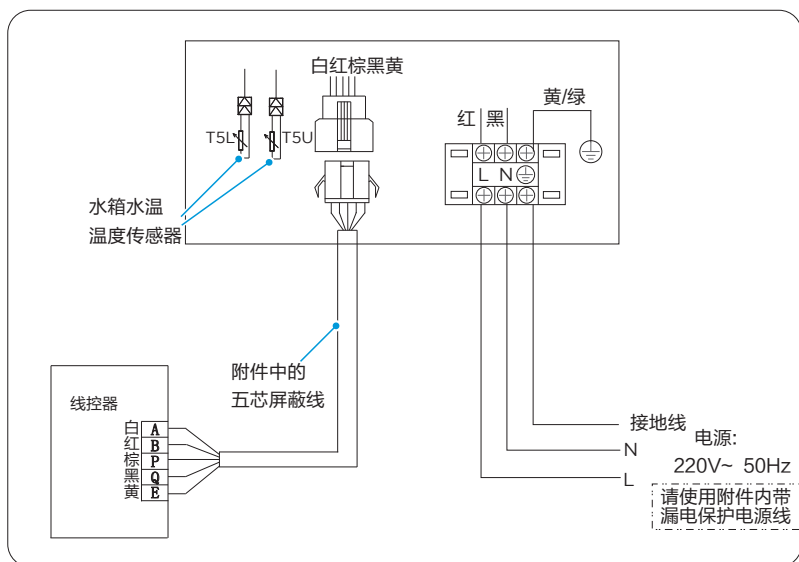 白红棕黑黄
黄/绿
红 黑
T5L
T5U
L N
水箱水温
温度传感器
附件中的
五芯屏蔽线
线控器
白 A
红 B
棕 P
黑 Q
黄 E
接地线
电源:
N
220V~ 50Hz
L
请使用附件内带
漏电保护电源线